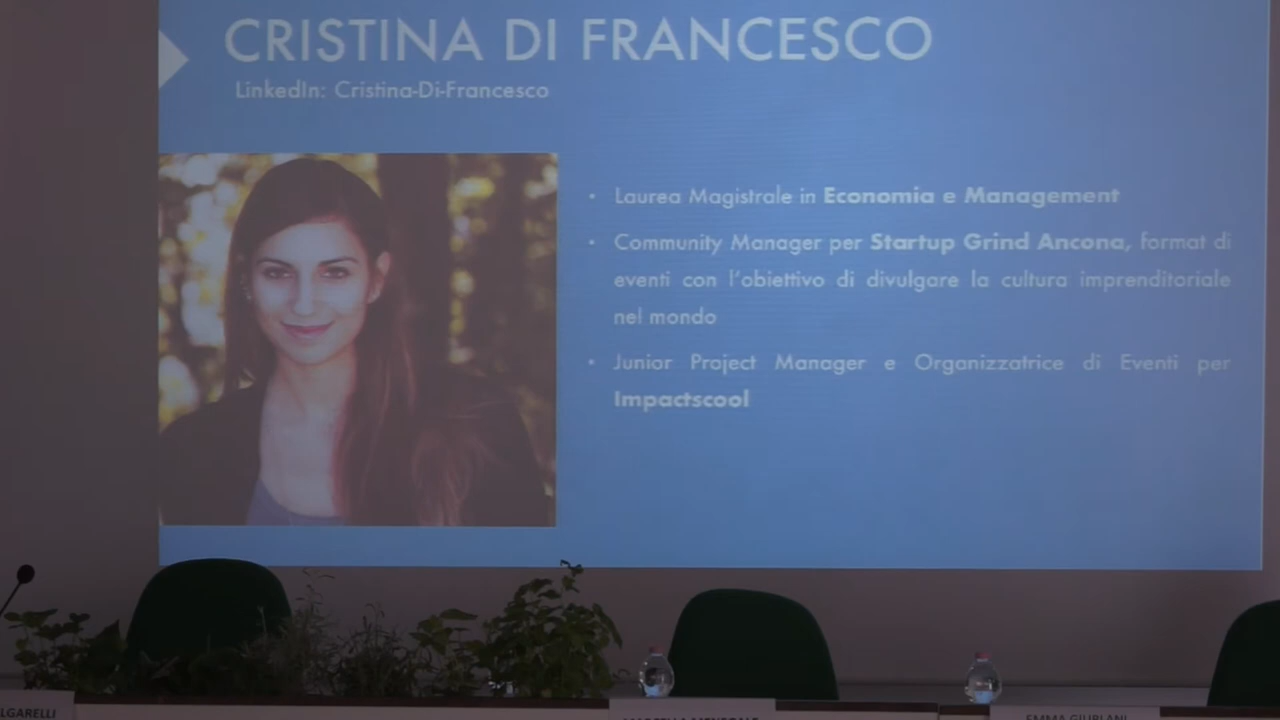 CRISTINA DI FRANCESCO
LinkedIn: Cristina-Di-Francesco
• Laurea Magistrale in Economia e Management
• Community Manager per Startup Grind Ancona, format di
eventi con l'obiettivo di divulgare la cultura imprenditoriale
nel mondo
• Junior Project Manager e Organizzatrice di Eventi per
Impactscool
LGARELLI
EMMA GIURLANI